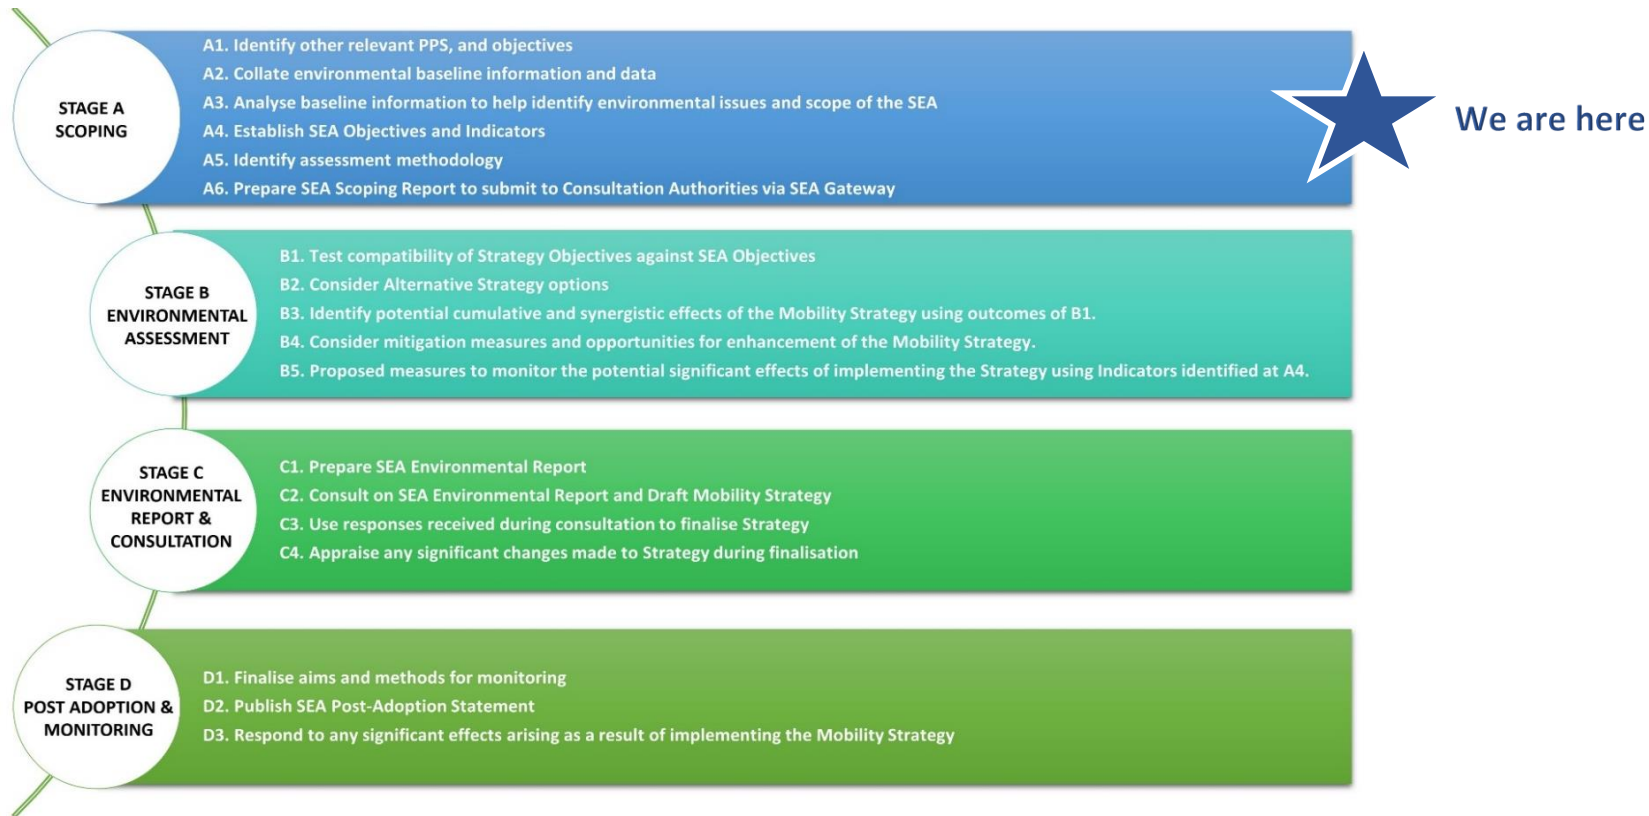 STAGE A
SCOPING
A1. Identify other relevant PPS, and objectives
A2. Collate environmental baseline information and data
A3. Analyse baseline information to help identify environmental issues and scope of the SEA
A4. Establish SEA Objectives and Indicators
A5. Identify assessment methodology
A6. Prepare SEA Scoping Report to submit to Consultation Authorities via SEA Gateway
We are here
STAGE B
ENVIRONMENTAL
ASSESSMENT
B1. Test compatibility of Strategy Objectives against SEA Objectives
B2. Consider Alternative Strategy options
B3. Identify potential cumulative and synergistic effects of the Mobility Strategy using outcomes of B1.
B4. Consider mitigation measures and opportunities for enhancement of the Mobility Strategy.
B5. Proposed measures to monitor the potential significant effects of implementing the Strategy using Indicators identified at A4.
STAGE C
ENVIRONMENTAL
REPORT &
CONSULTATION
C1. Prepare SEA Environmental Report
C2. Consult on SEA Environmental Report and Draft Mobility Strategy
C3. Use responses received during consultation to finalise Strategy
C4. Appraise any significant changes made to Strategy during finalisation
STAGE D
POST ADOPTION &
MONITORING
D1. Finalise aims and methods for monitoring
D2. Publish SEA Post-Adoption Statement
D3. Respond to any significant effects arising as a result of implementing the Mobility Strategy